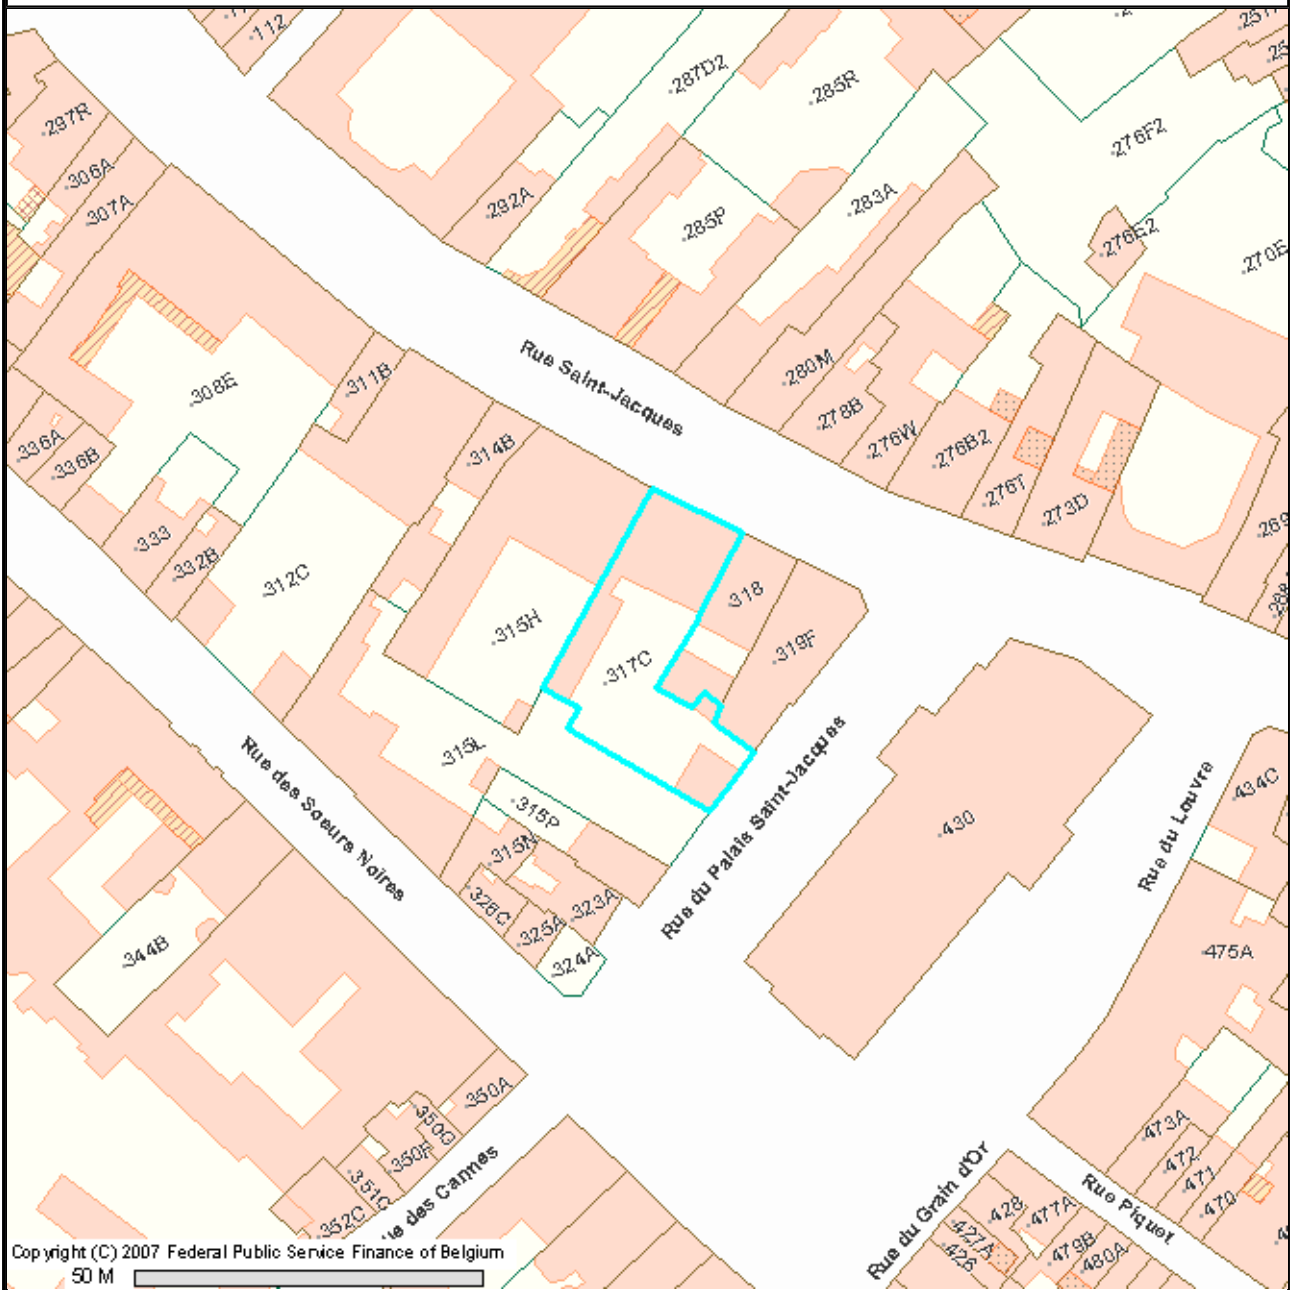 .112
.287D2
.285R
.297R
.276F2
.306A
.307A
.292A
.285P
.283A
.276E2
.270E
Rue Saint-Jacques
.308E
.311B
.280M
.278B
.276W
.276B2
.276T
.273D
.336A
.336B
.314B
.333
.332B
.312C
.315H
.317C
.318
.319F
Rue des Soeurs Noires
.315L
.315P
.315N
.326C
.325A
.323A
.324A
Rue du Palais Saint-Jacques
.430
Rue du Louvre
.434C
.475A
.344B
.350A
.350G
.350F
.351C
.352C
ue des Carmes
.473A
.472
.471
.470
Rue du Grain d'Or
.428
.427A
.426
.477A
.479B
.480A
Rue Piquet
Copyright (C) 2007 Federal Public Service Finance of Belgium
50 M